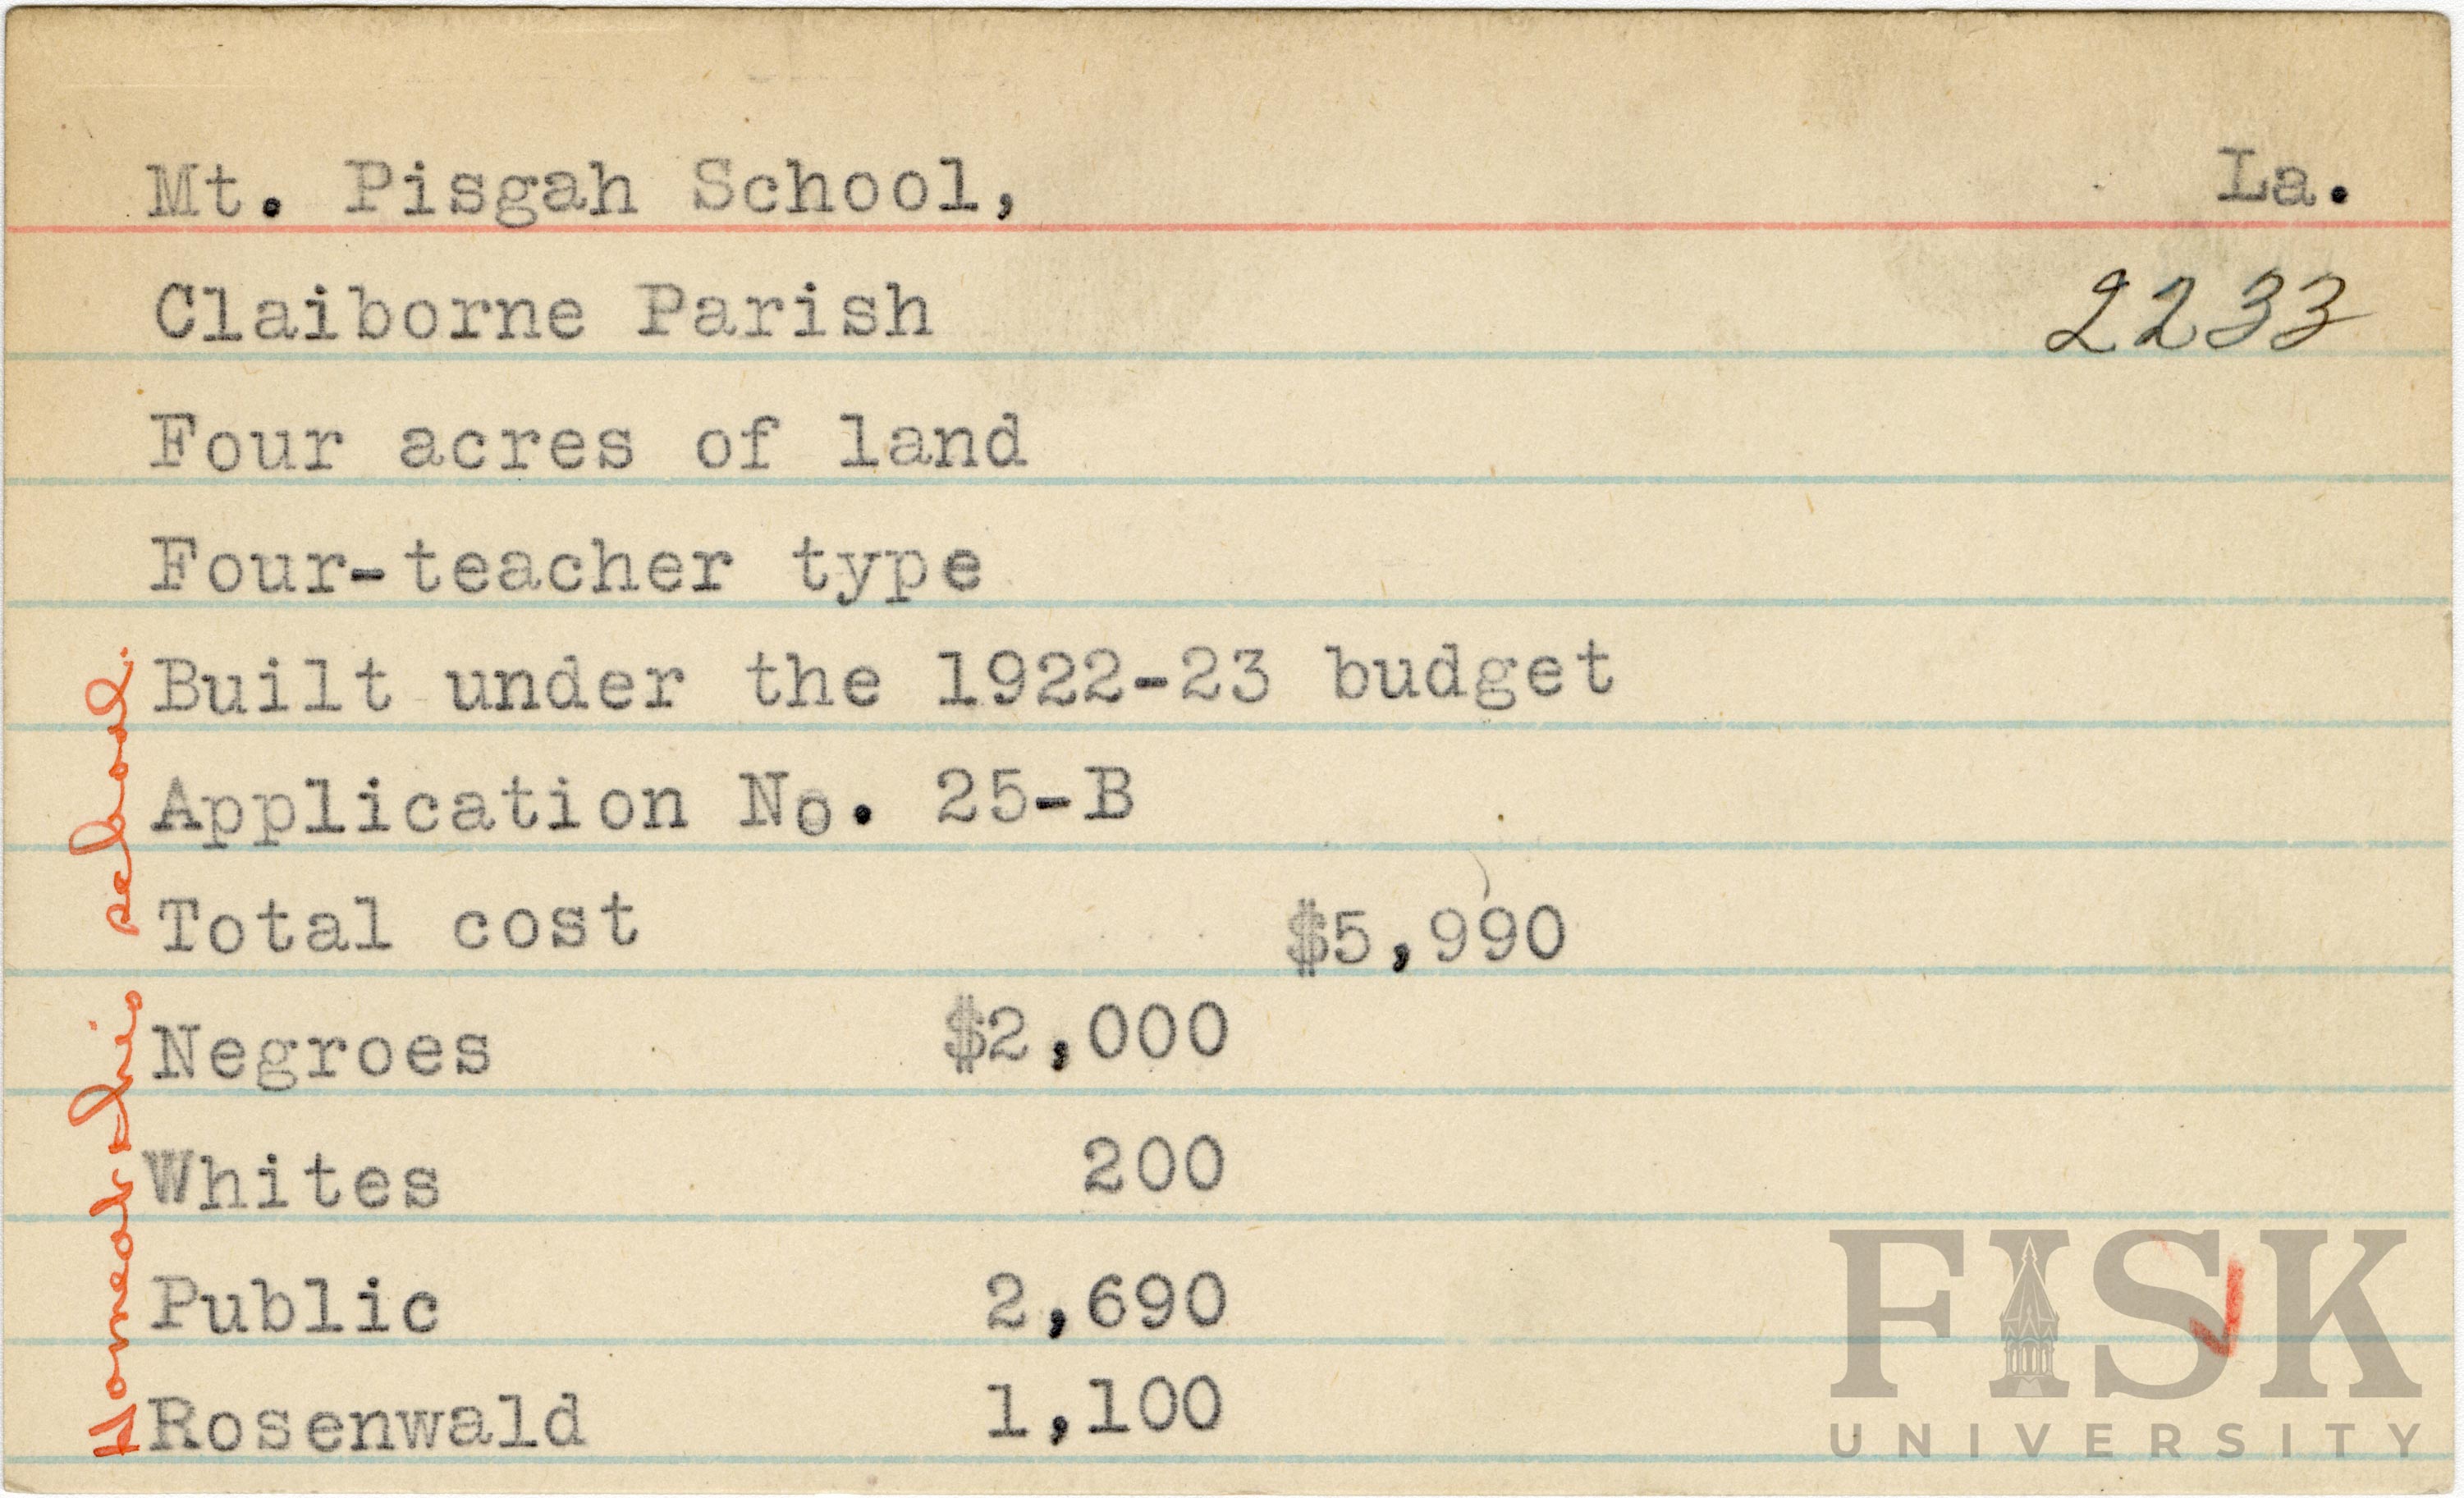 Mt. Pisgah School, La.
Claiborne Parish 2233
Four acres of land
Four-teacher type
Built under the 1922-23 budget
Application No. 25-B
Total cost $5,990
Negroes $2,000
Whites 200
Public 2,690
Rosenwald 1,100
school.
FISK
UNIVERSITY